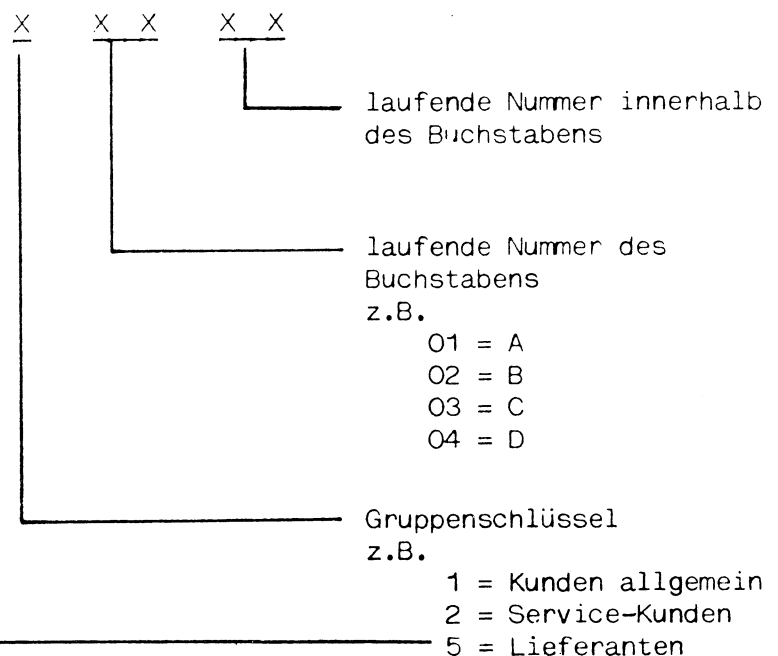 X X X X X
laufende Nummer innerhalb
des Buchstabens
laufende Nummer des
Buchstabens
z.B.
01 = A
02 = B
03 = C
04 = D
Gruppenschlüssel
z.B.
1 = Kunden allgemein
2 = Service-Kunden
5 = Lieferanten